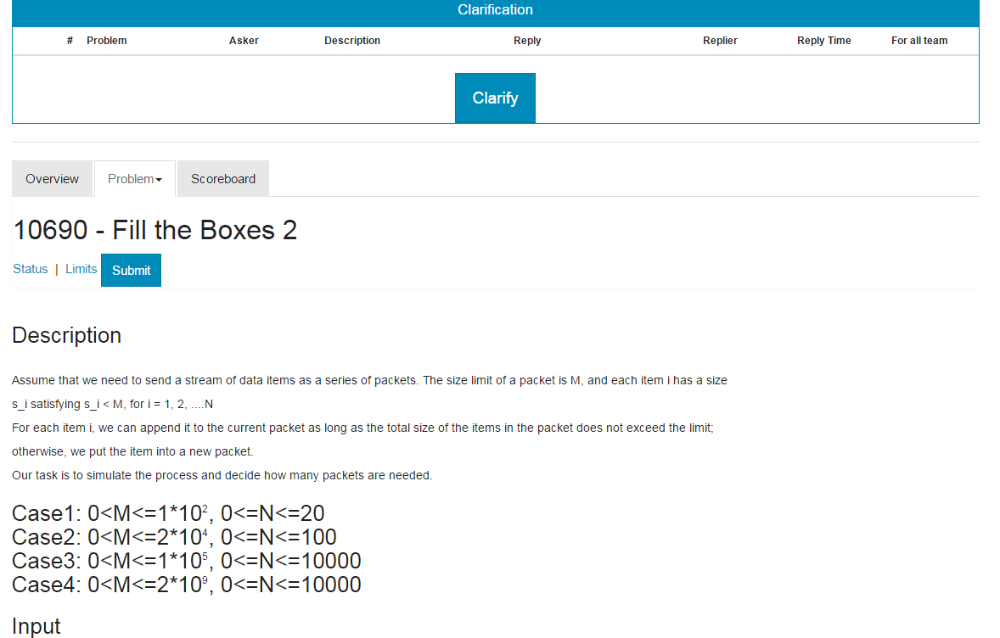 Clarification
# Problem Asker Description Reply Replier Reply Time For all team
Clarify
Overview Problem Scoreboard
10690 - Fill the Boxes 2
Status | Limits Submit
Description
Assume that we need to send a stream of data items as a series of packets. The size limit of a packet is M, and each item i has a size
s_i satisfying s_i < M, for i = 1, 2, ....N
For each item i, we can append it to the current packet as long as the total size of the items in the packet does not exceed the limit;
otherwise, we put the item into a new packet.
Our task is to simulate the process and decide how many packets are needed.
Case1: 0<M<=1*10², 0<=N<=20
Case2: 0<M<=2*10⁴, 0<=N<=100
Case3: 0<M<=1*10⁵, 0<=N<=10000
Case4: 0<M<=2*10⁹, 0<=N<=10000
Input